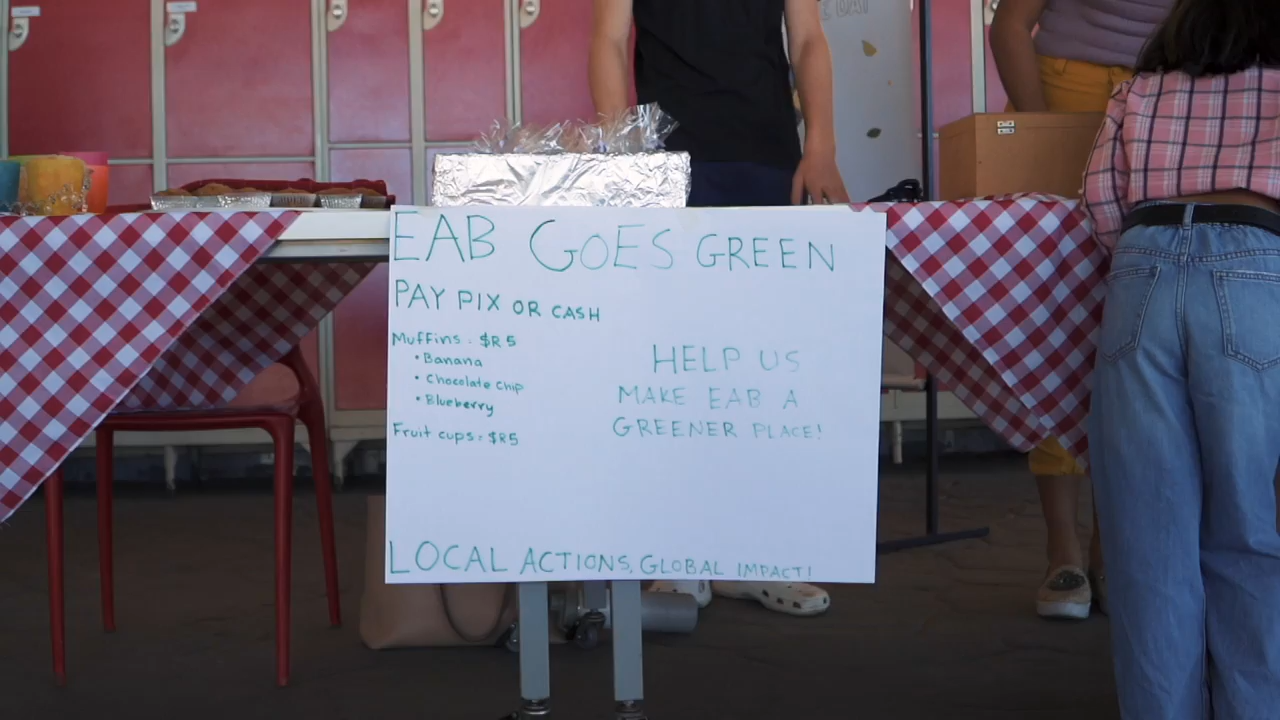 EAB GOES GREEN
PAY PIX OR CASH
Muffins: $R5
• Banana
• Chocolate Chip
• Blueberry
Fruit cups: $R5
HELP US
MAKE EAB A
GREENER PLACE!
LOCAL ACTIONS, GLOBAL IMPACT!